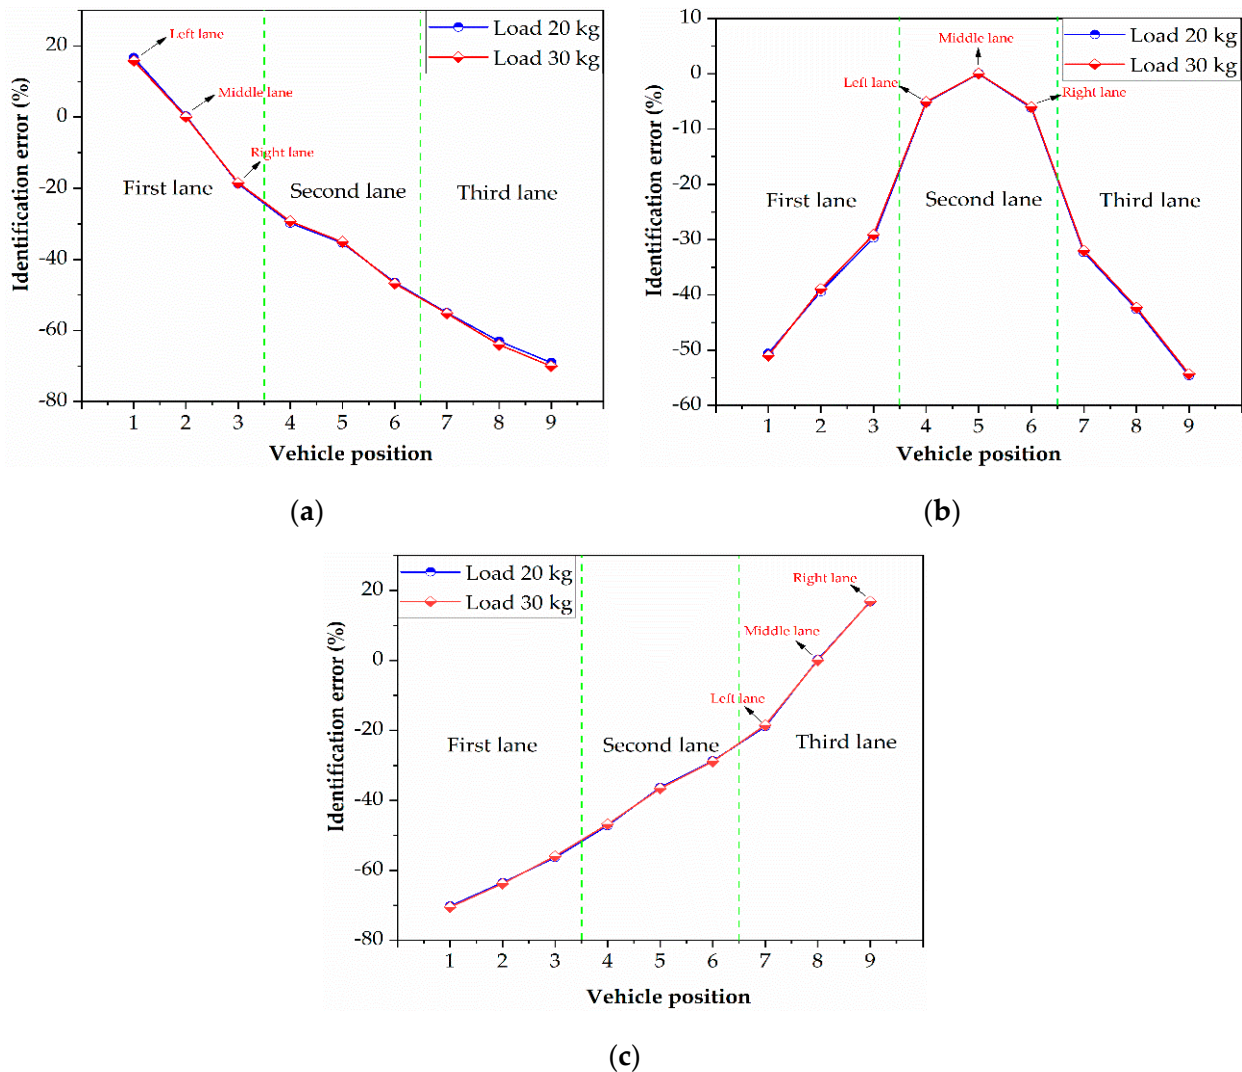 Load 20 kg
Load 30 kg
Left lane
Middle lane
Right lane
First lane
Second lane
Third lane
20
0
-20
-40
-60
-80
Identification error (%)
1 2 3 4 5 6 7 8 9
Vehicle position
(a)
Load 20 kg
Load 30 kg
Middle lane
Left lane
Right lane
First lane
Second lane
Third lane
10
0
-10
-20
-30
-40
-50
-60
Identification error (%)
1 2 3 4 5 6 7 8 9
Vehicle position
(b)
Load 20 kg
Load 30 kg
Right lane
Middle lane
Left lane
First lane
Second lane
Third lane
20
0
-20
-40
-60
-80
Identification error (%)
1 2 3 4 5 6 7 8 9
Vehicle position
(c)